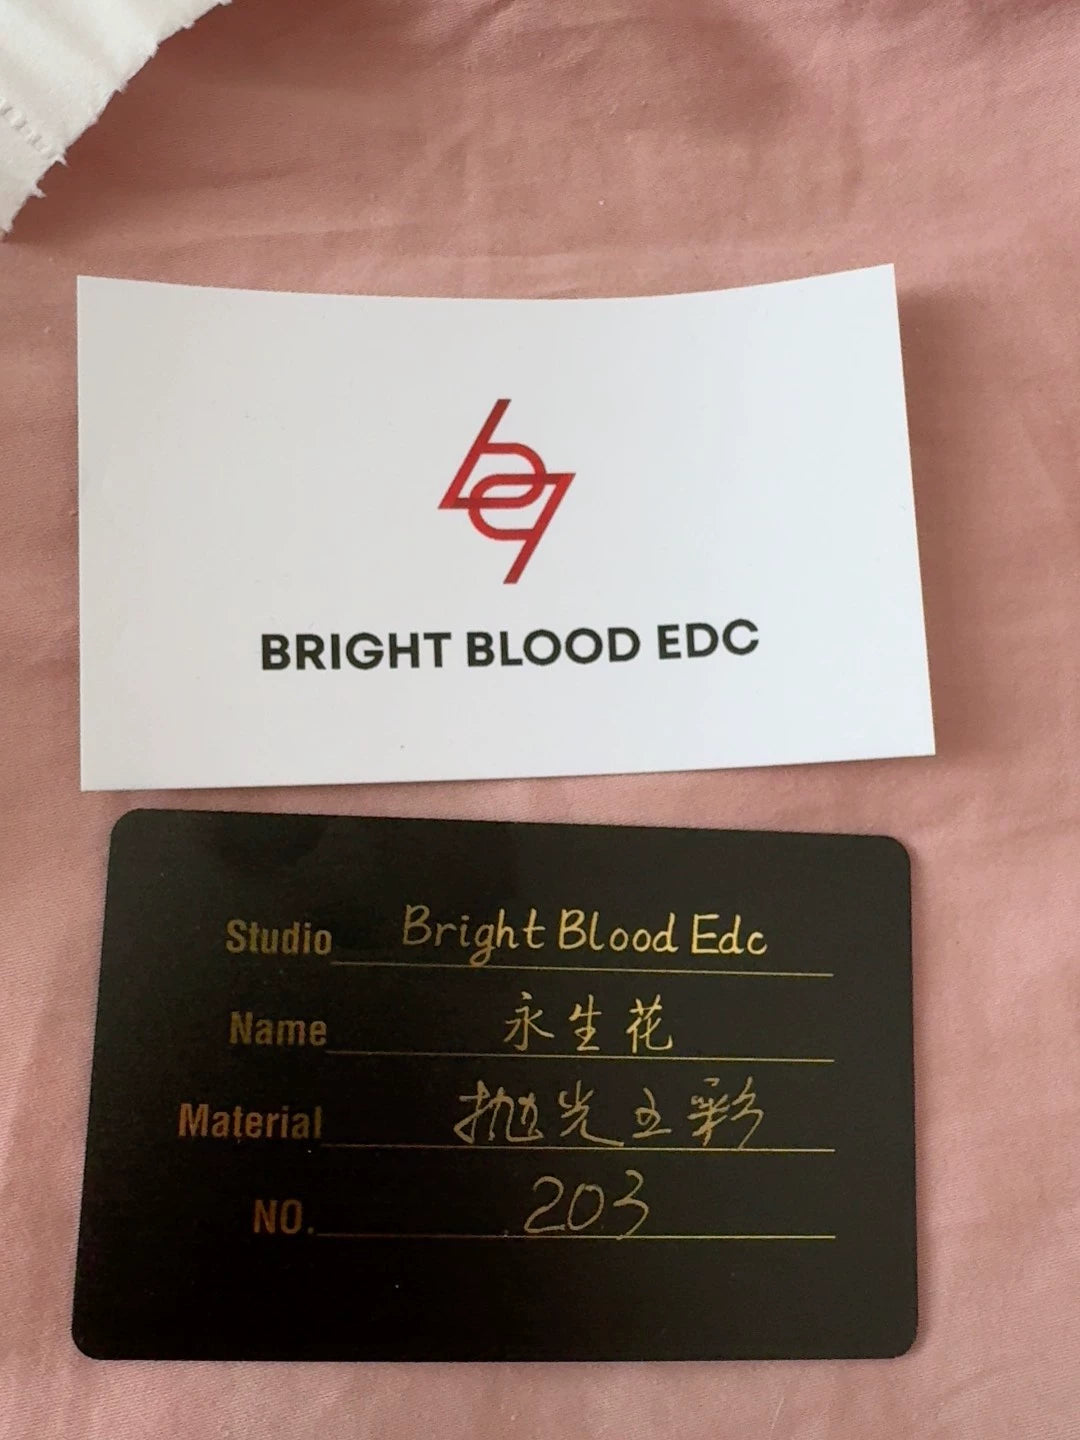 BRIGHT BLOOD EDC
Studio Bright Blood Edc
Name 永生花
Material 抛光五彩
NO. 203